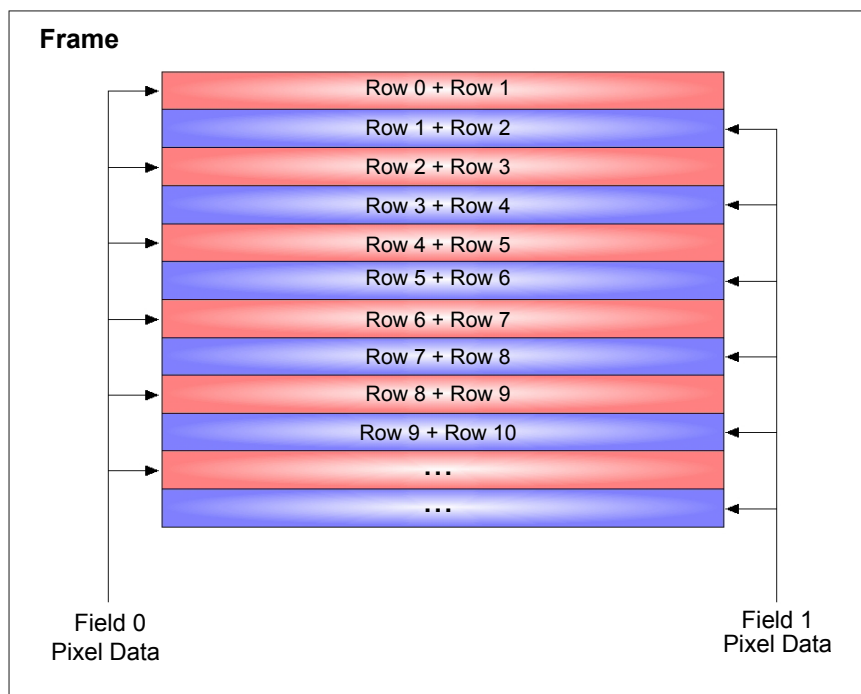 Frame
Row 0 + Row 1
Row 1 + Row 2
Row 2 + Row 3
Row 3 + Row 4
Row 4 + Row 5
Row 5 + Row 6
Row 6 + Row 7
Row 7 + Row 8
Row 8 + Row 9
Row 9 + Row 10
...
...
Field 0
Pixel Data
Field 1
Pixel Data